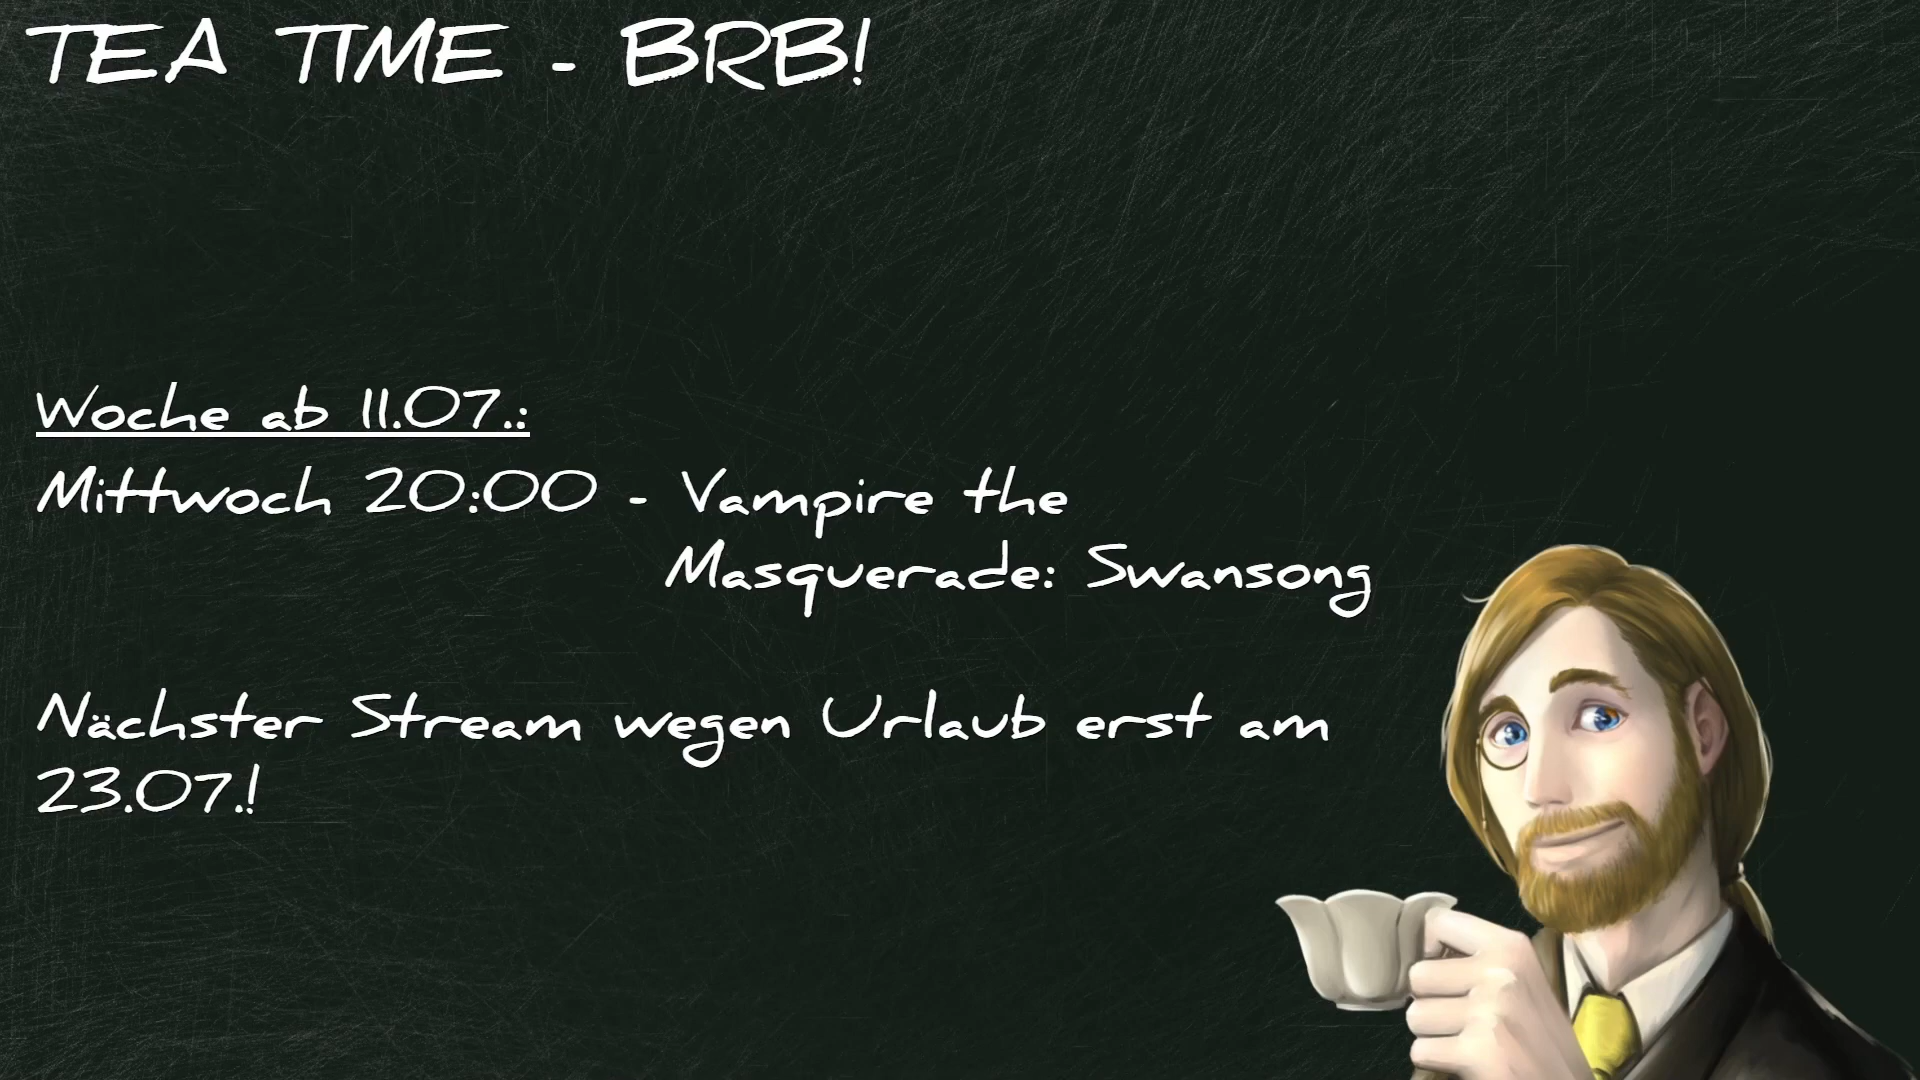 TEA TIME - BRB!
Woche ab 11.07.:
Mittwoch 20:00 - Vampire the
Masquerade: Swansong
Nächster Stream wegen Urlaub erst am
23.07.!